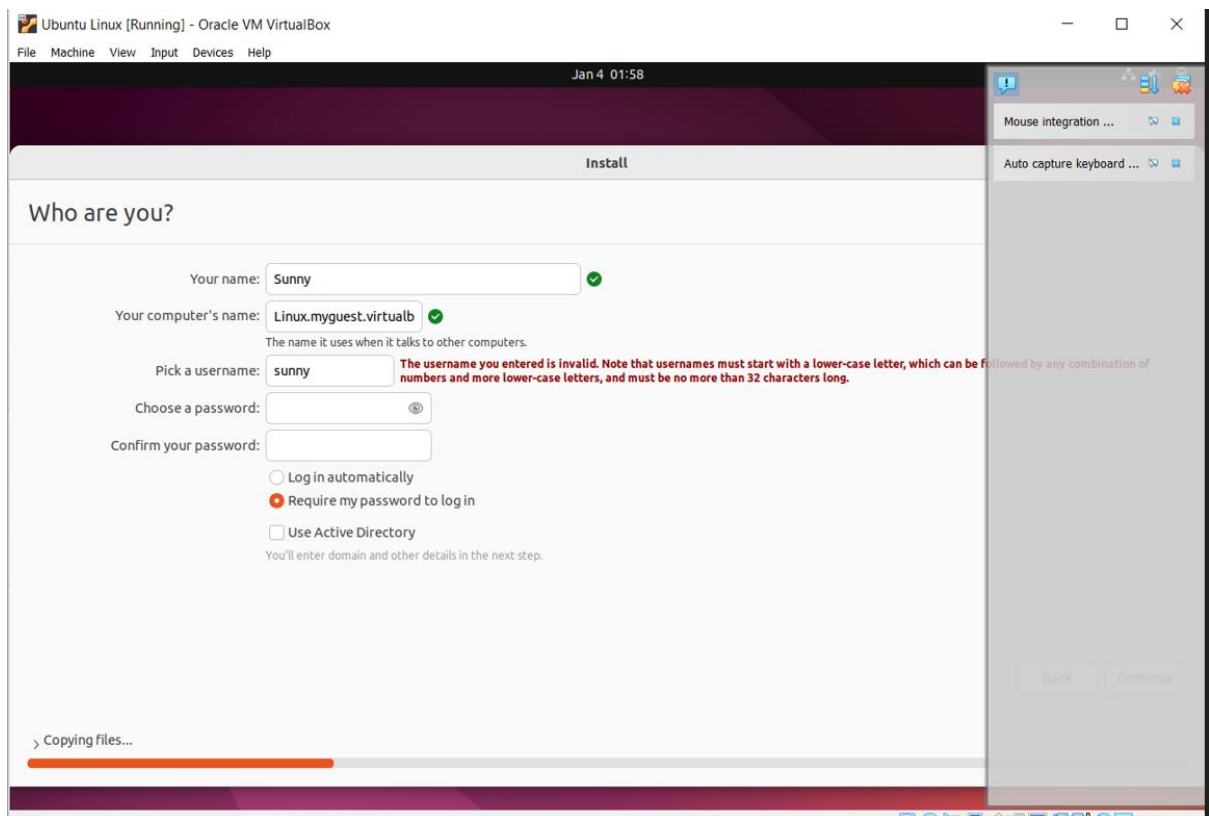 Ubuntu Linux [Running] - Oracle VM VirtualBox
File Machine View Input Devices Help
Jan 4 01:58
Mouse integration ...
Install
Auto capture keyboard ...
Who are you?
Your name: Sunny
Your computer's name: Linux.myguest.virtualb
The name it uses when it talks to other computers.
Pick a username: sunny
The username you entered is invalid. Note that usernames must start with a lower-case letter, which can be followed by any combination of
numbers and more lower-case letters, and must be no more than 32 characters long.
Choose a password:
Confirm your password:
Log in automatically
Require my password to log in
Use Active Directory
You'll enter domain and other details in the next step.
Back Continue
Copying files...